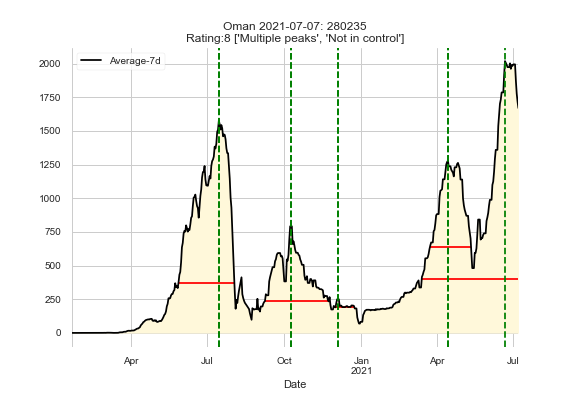 Oman 2021-07-07: 280235
Rating:8 ['Multiple peaks', 'Not in control']
Average-7d
2000
1750
1500
1250
1000
750
500
250
0
Apr
Jul
Oct
Jan
2021
Apr
Jul
Date